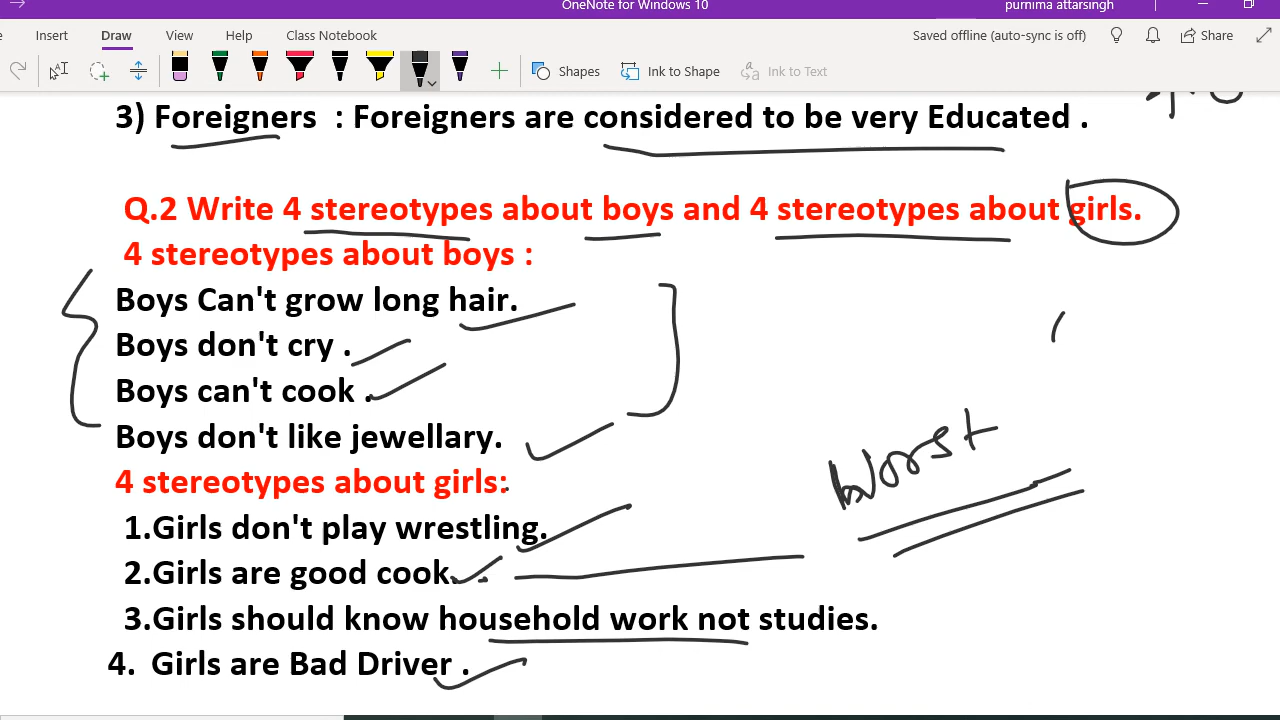 OneNote for Windows 10
purnima attarsingh
Insert Draw View Help Class Notebook Saved offline (auto-sync is off) Share
Shapes Ink to Shape Ink to Text
3) Foreigners : Foreigners are considered to be very Educated .
Q.2 Write 4 stereotypes about boys and 4 stereotypes about girls.
4 stereotypes about boys :
Boys Can't grow long hair.
Boys don't cry .
Boys can't cook .
Boys don't like jewellary.
Worst
4 stereotypes about girls:
1.Girls don't play wrestling.
2.Girls are good cook.
3.Girls should know household work not studies.
4. Girls are Bad Driver .